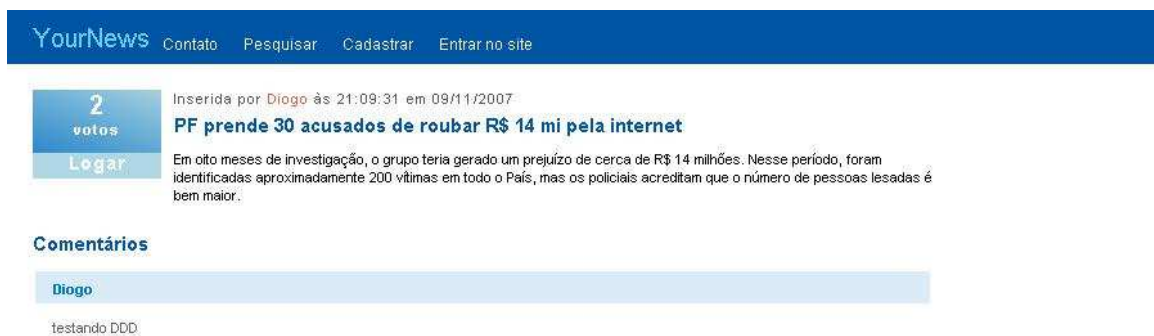 YourNews Contato Pesquisar Cadastrar Entrar no site
2
votos
Logar
Inserida por Diogo às 21:09:31 em 09/11/2007
PF prende 30 acusados de roubar R$ 14 mi pela internet
Em oito meses de investigação, o grupo teria gerado um prejuízo de cerca de R$ 14 milhões. Nesse período, foram
identificadas aproximadamente 200 vítimas em todo o País, mas os policiais acreditam que o número de pessoas lesadas é
bem maior.
Comentários
Diogo
testando DDD